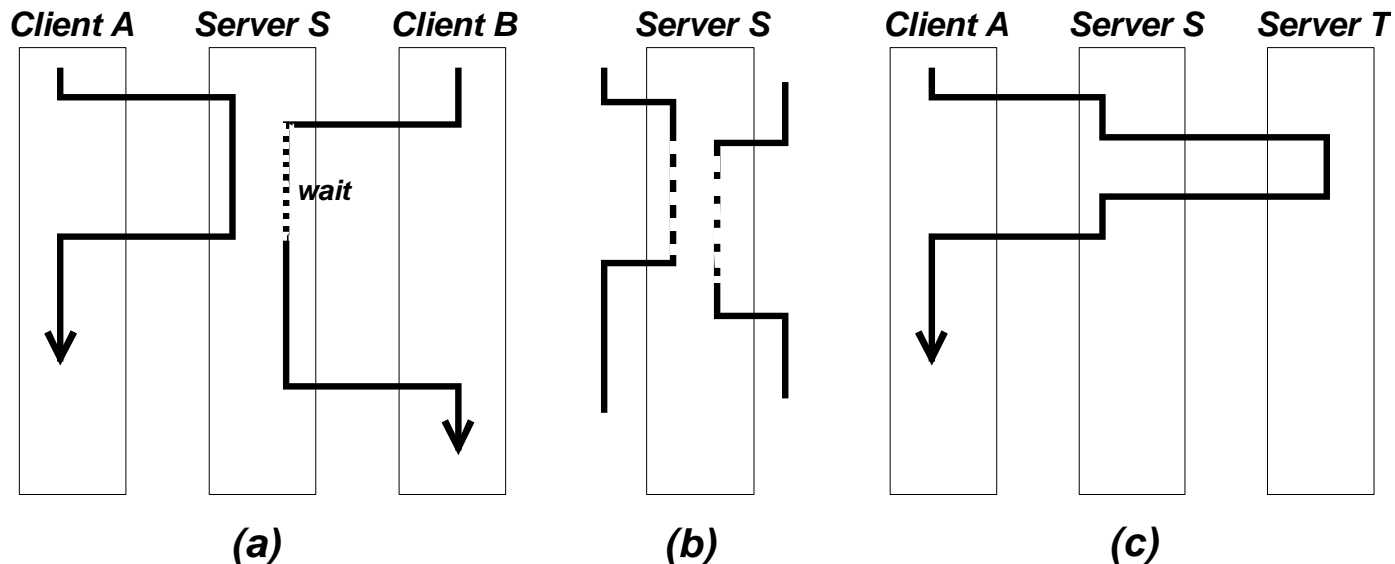 Client A Server S Client B Server S Client A Server S Server T
wait
(a) (b) (c)